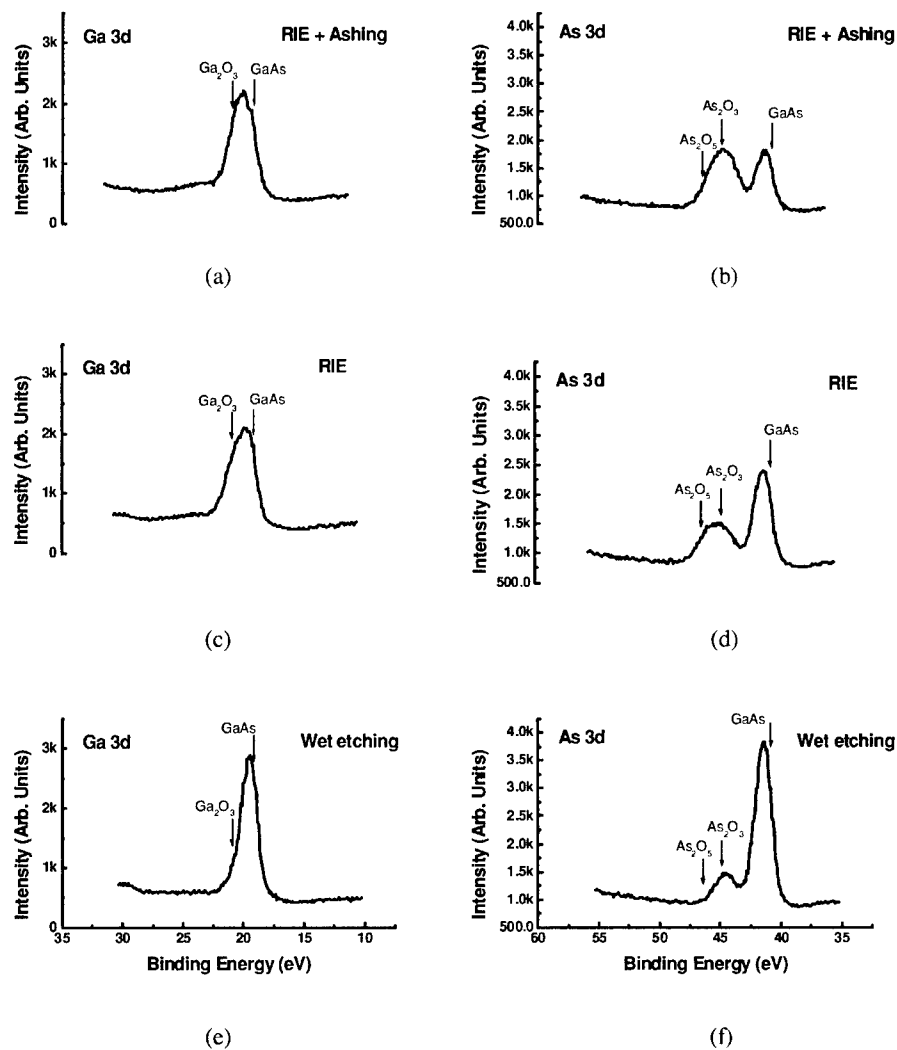 Ga 3d RIE + Ashing
Ga₂O₃ GaAs
3k
2k
1k
0
Intensity (Arb. Units)
(a)
As 3d RIE + Ashing
As₂O₅ As₂O₃ GaAs
4.0k
3.5k
3.0k
2.5k
2.0k
1.5k
1.0k
500.0
Intensity (Arb. Units)
(b)
Ga 3d RIE
Ga₂O₃ GaAs
3k
2k
1k
0
Intensity (Arb. Units)
(c)
As 3d RIE
As₂O₅ As₂O₃ GaAs
4.0k
3.5k
3.0k
2.5k
2.0k
1.5k
1.0k
500.0
Intensity (Arb. Units)
(d)
Ga 3d Wet etching
GaAs
Ga₂O₃
3k
2k
1k
0
Intensity (Arb. Units)
35 30 25 20 15 10
Binding Energy (eV)
(e)
As 3d Wet etching
GaAs
As₂O₅ As₂O₃
4.0k
3.5k
3.0k
2.5k
2.0k
1.5k
1.0k
500.0
Intensity (Arb. Units)
60 55 50 45 40 35
Binding Energy (eV)
(f)